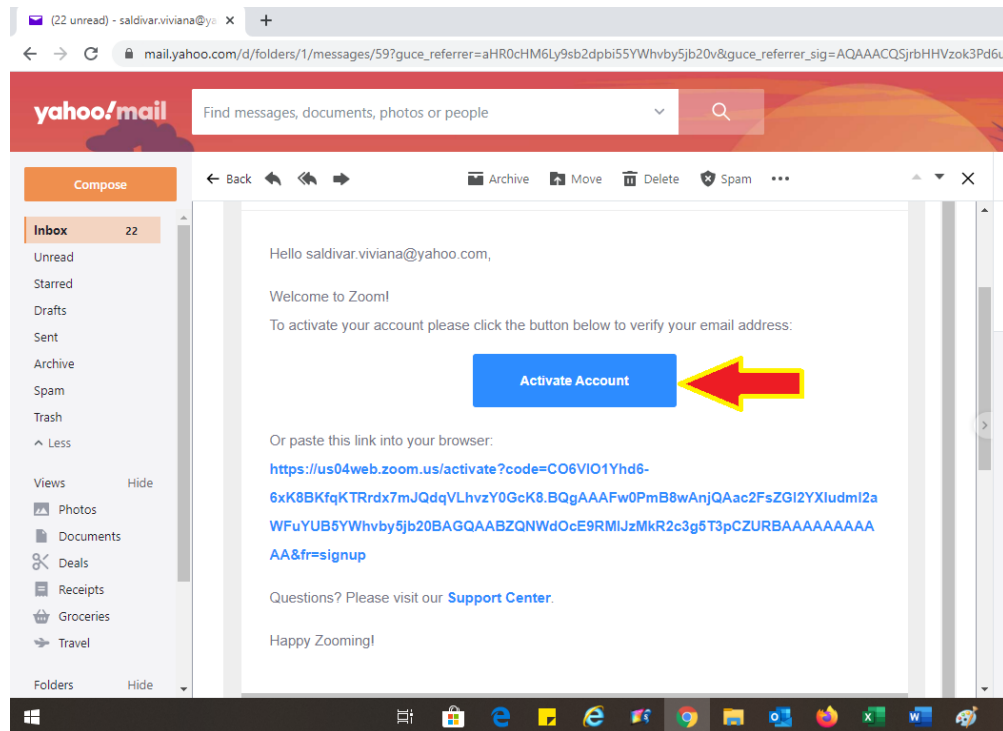 (22 unread) - saldivar.viviana@ya
mail.yahoo.com/d/folders/1/messages/59?guce_referrer=aHR0cHM6Ly9sb2dpbi55YWhvby5jb20v&guce_referrer_sig=AQAAACQSjrbHHVzok3Pd6u
yahoo!mail
Find messages, documents, photos or people
Compose
Back Archive Move Delete Spam
Inbox 22
Unread
Starred
Drafts
Sent
Archive
Spam
Trash
Less
Views Hide
Photos
Documents
Deals
Receipts
Groceries
Travel
Folders Hide
Hello saldivar.viviana@yahoo.com,
Welcome to Zoom!
To activate your account please click the button below to verify your email address:
Activate Account
Or paste this link into your browser:
https://us04web.zoom.us/activate?code=CO6VIO1Yhd6-
6xK8BKfqKTRrdx7mJQdqVLhvzY0GcK8.BQgAAAFw0PmB8wAnjQAac2FsZGl2YXIudml2a
WFuYUB5YWhvby5jb20BAGQAABZQNWdOcE9RMlJzMkR2c3g5T3pCZURBAAAAAAAA
AA&fr=signup
Questions? Please visit our Support Center.
Happy Zooming!